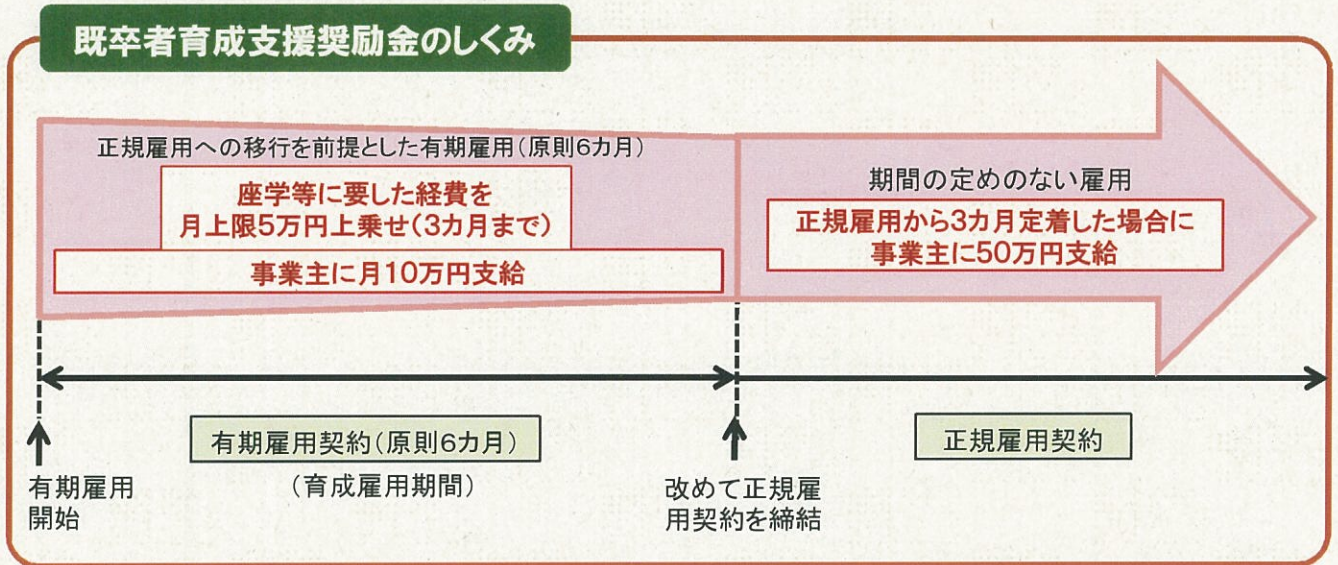 既卒者育成支援奨励金のしくみ
正規雇用への移行を前提とした有期雇用(原則6カ月)
座学等に要した経費を
月上限5万円上乗せ(3カ月まで)
事業主に月10万円支給
期間の定めのない雇用
正規雇用から3カ月定着した場合に
事業主に50万円支給
有期雇用契約(原則6カ月)
(育成雇用期間)
正規雇用契約
有期雇用
開始
改めて正規雇
用契約を締結